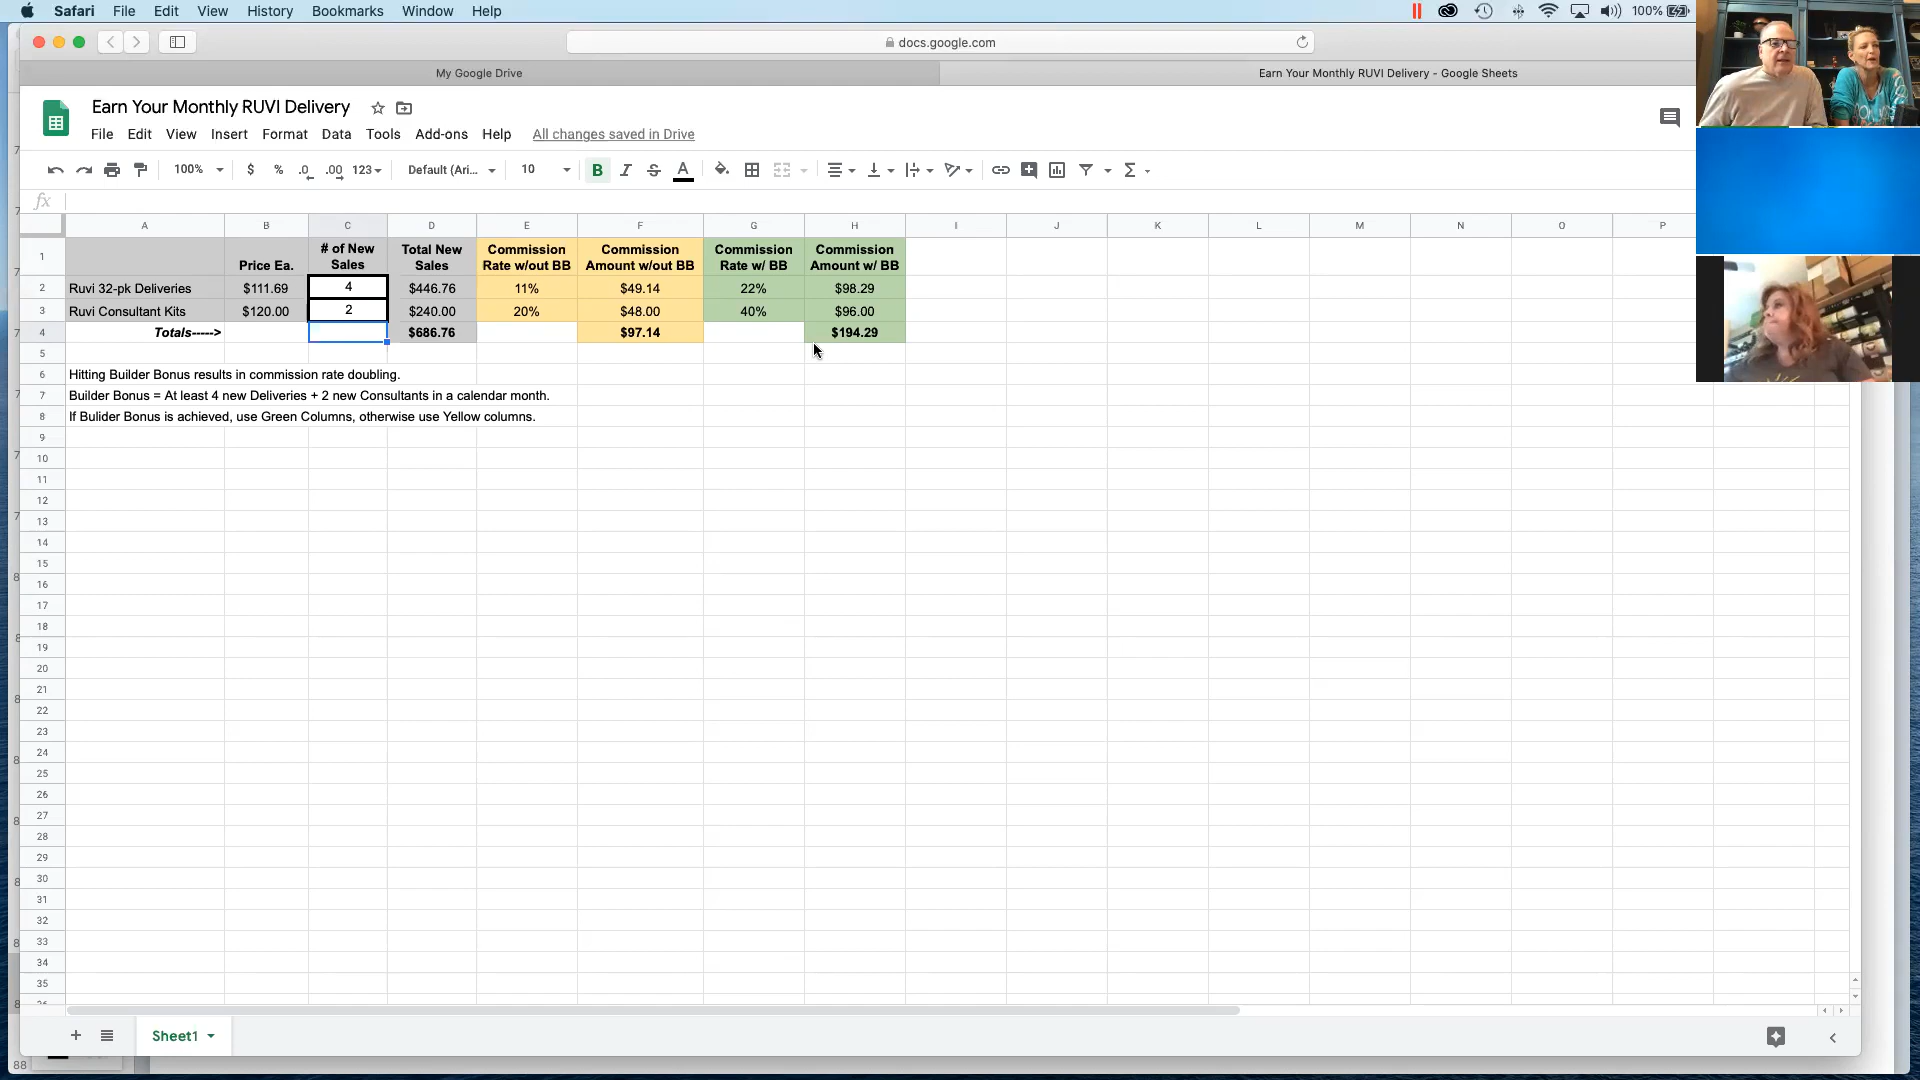 Safari File Edit View History Bookmarks Window Help 100%
docs.google.com
My Google Drive Earn Your Monthly RUVI Delivery - Google Sheets
Earn Your Monthly RUVI Delivery
File Edit View Insert Format Data Tools Add-ons Help All changes saved in Drive
100% $ % .0 .00 123 Default (Ari... 10 B I S A Σ
fx
A B C D E F G H I J K L M N O P
1 Price Ea. # of New Sales Total New Sales Commission Rate w/out BB Commission Amount w/out BB Commission Rate w/ BB Commission Amount w/ BB
2 Ruvi 32-pk Deliveries $111.69 4 $446.76 11% $49.14 22% $98.29
3 Ruvi Consultant Kits $120.00 2 $240.00 20% $48.00 40% $96.00
4 Totals-----> $686.76 $97.14 $194.29
5
6 Hitting Builder Bonus results in commission rate doubling.
7 Builder Bonus = At least 4 new Deliveries + 2 new Consultants in a calendar month.
8 If Bulider Bonus is achieved, use Green Columns, otherwise use Yellow columns.
9
10
11
12
13
14
15
16
17
18
19
20
21
22
23
24
25
26
27
28
29
30
31
32
33
34
35
+ Sheet1
88